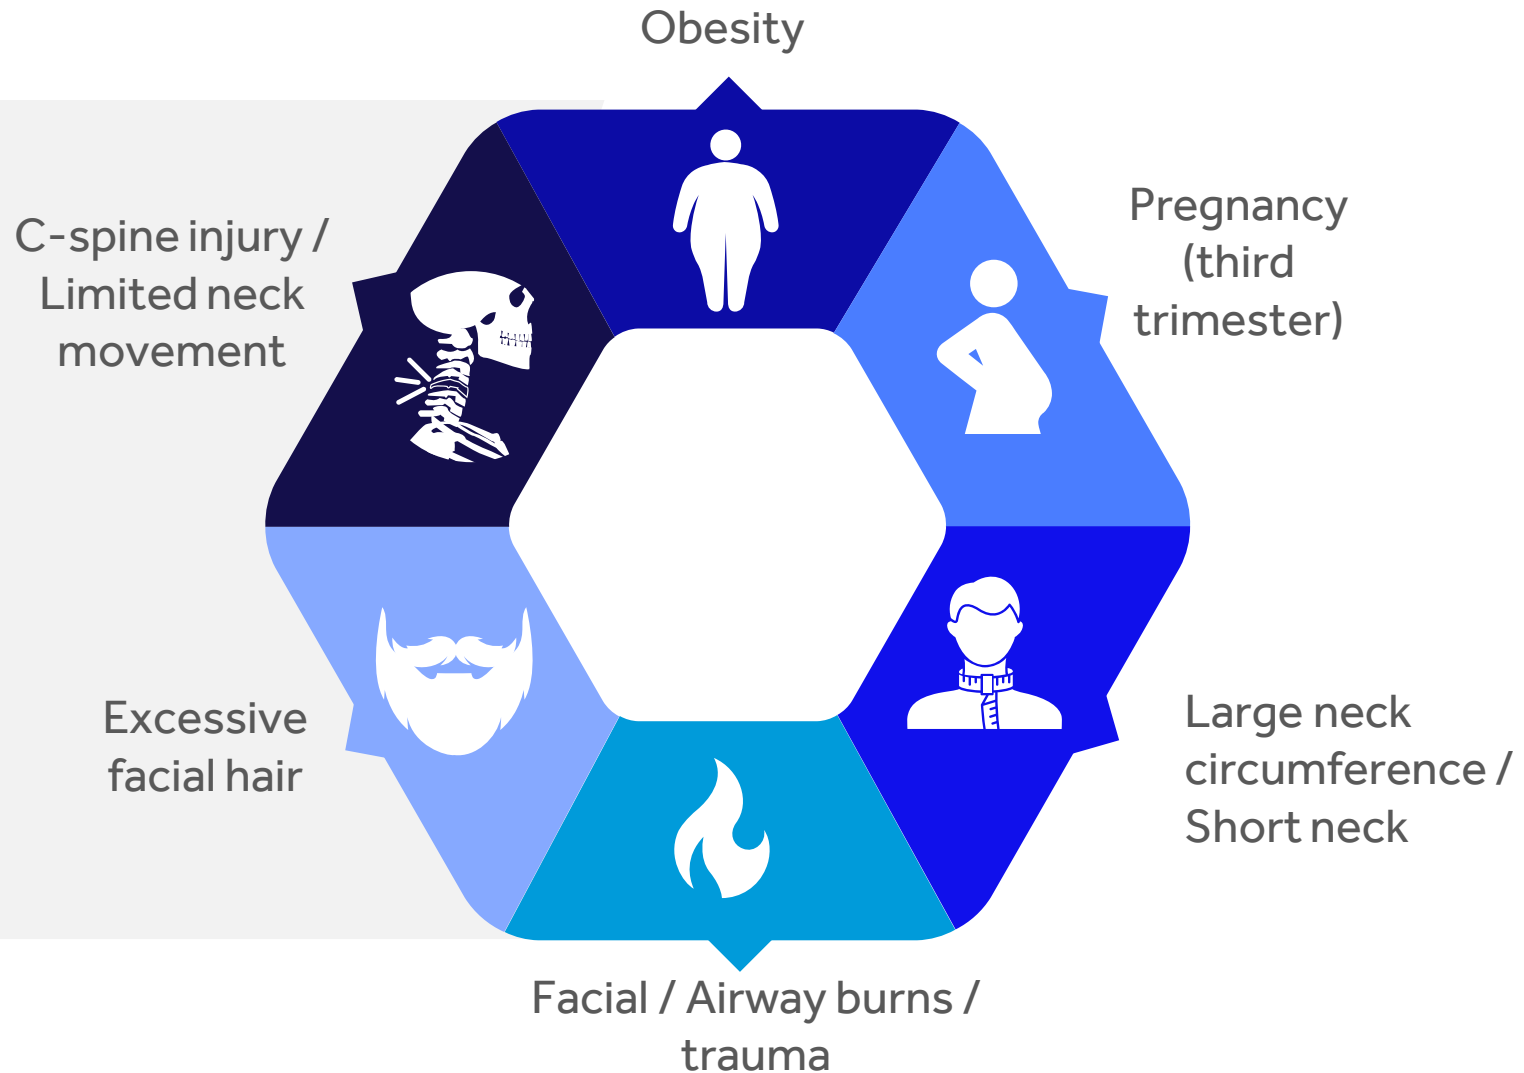 Obesity
Pregnancy
(third
trimester)
C-spine injury /
Limited neck
movement
Large neck
circumference /
Short neck
Excessive
facial hair
Facial / Airway burns /
trauma